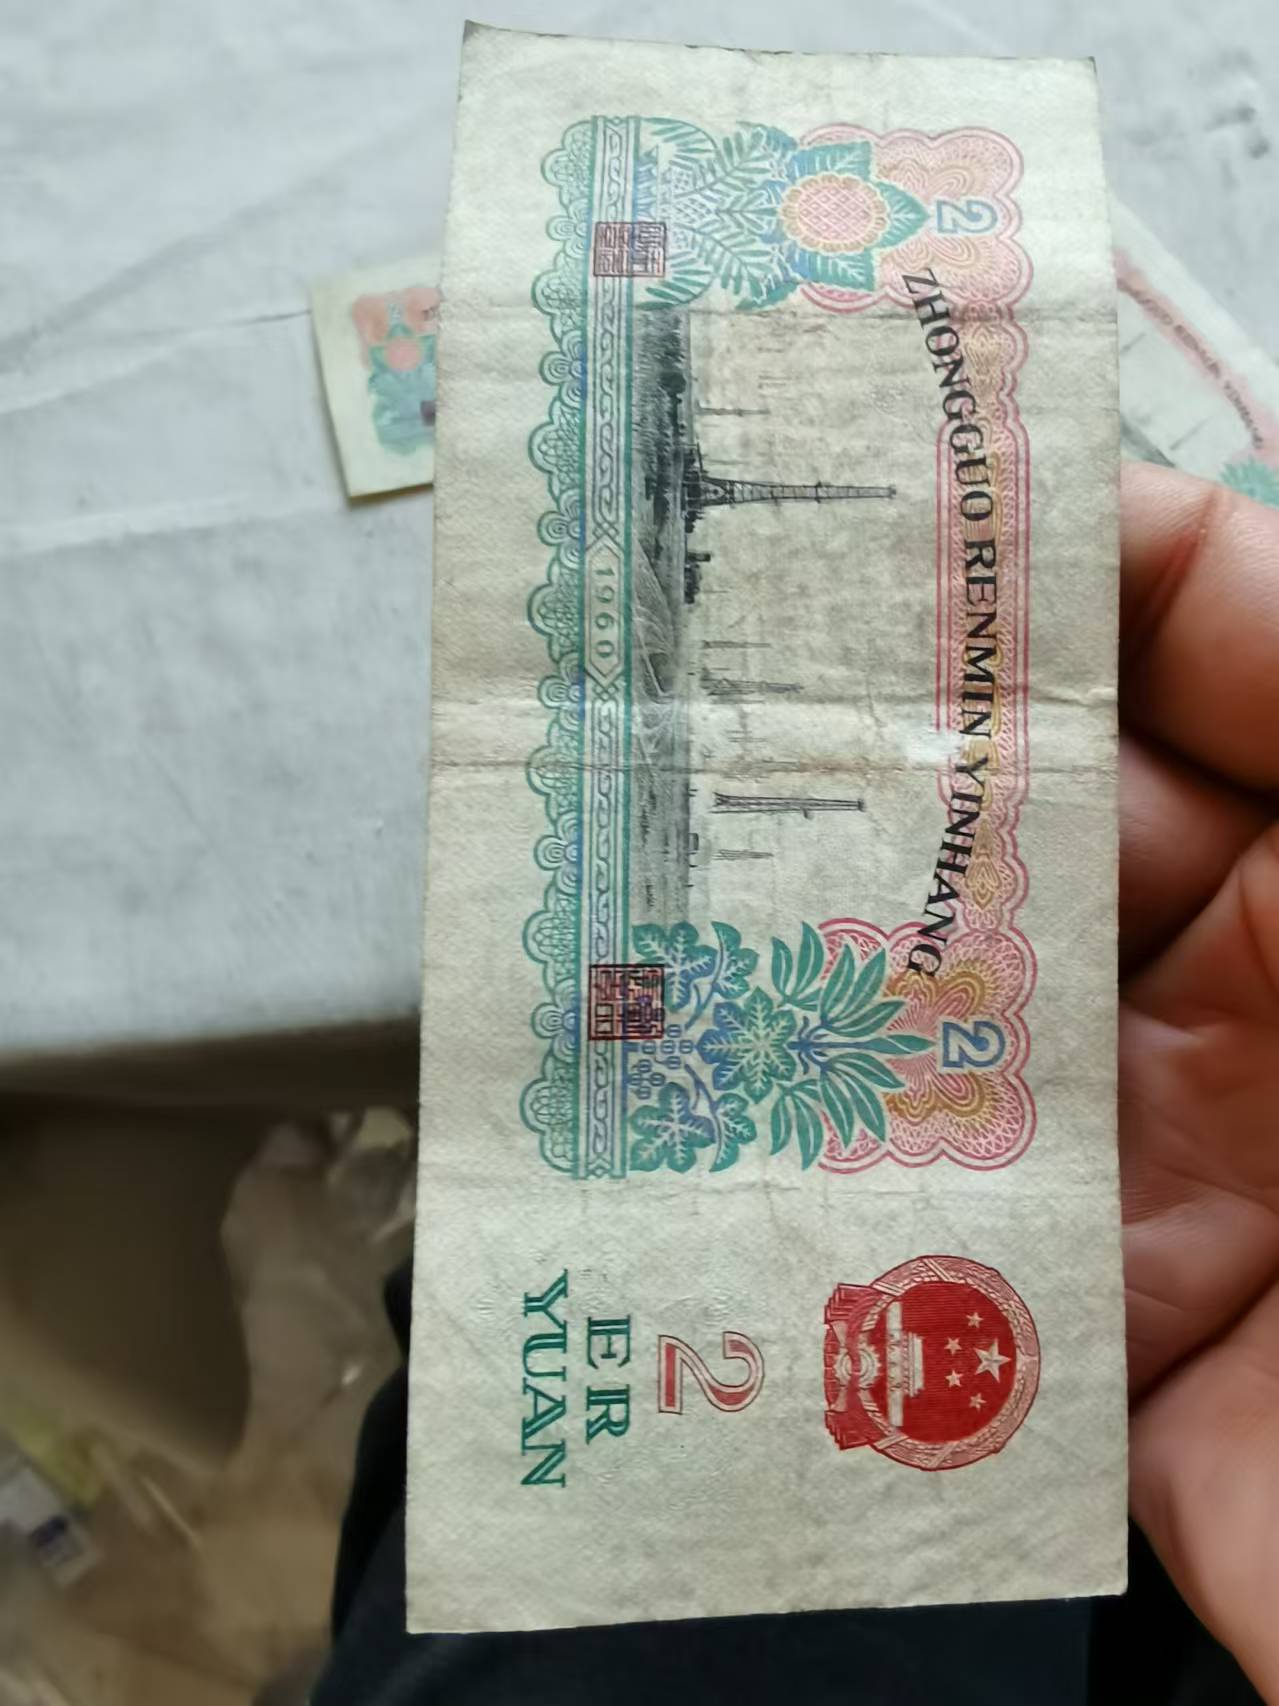 ZHONGGUO RENMIN YINHANG
2
2
1960
2
ER
YUAN